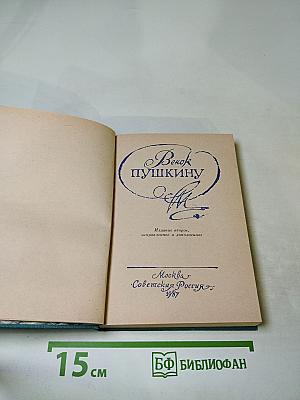 Венок
ПУШКИНУ
Издание второе,
исправленное и дополненное
Москва
·Советская Россия·
1987
15 см
БФ БИБЛИОФАН